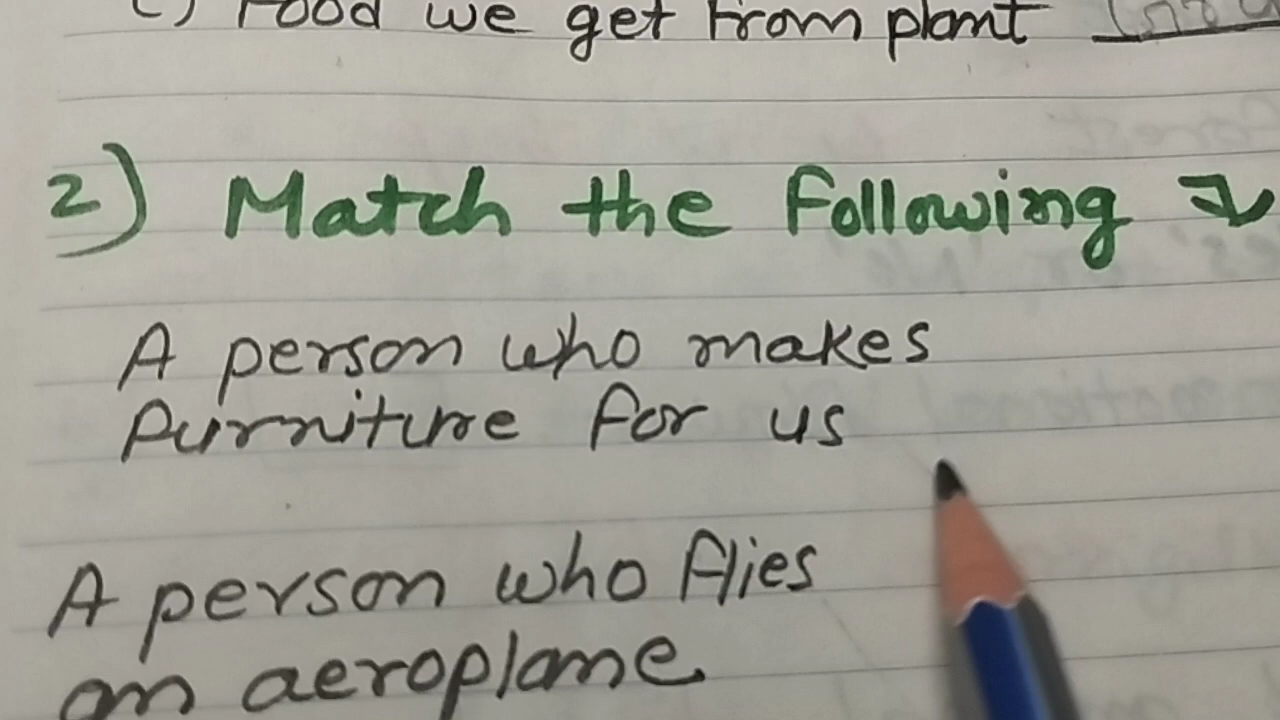 c) Food we get from plant
2) Match the following
A person who makes
furniture for us
A person who flies
an aeroplane